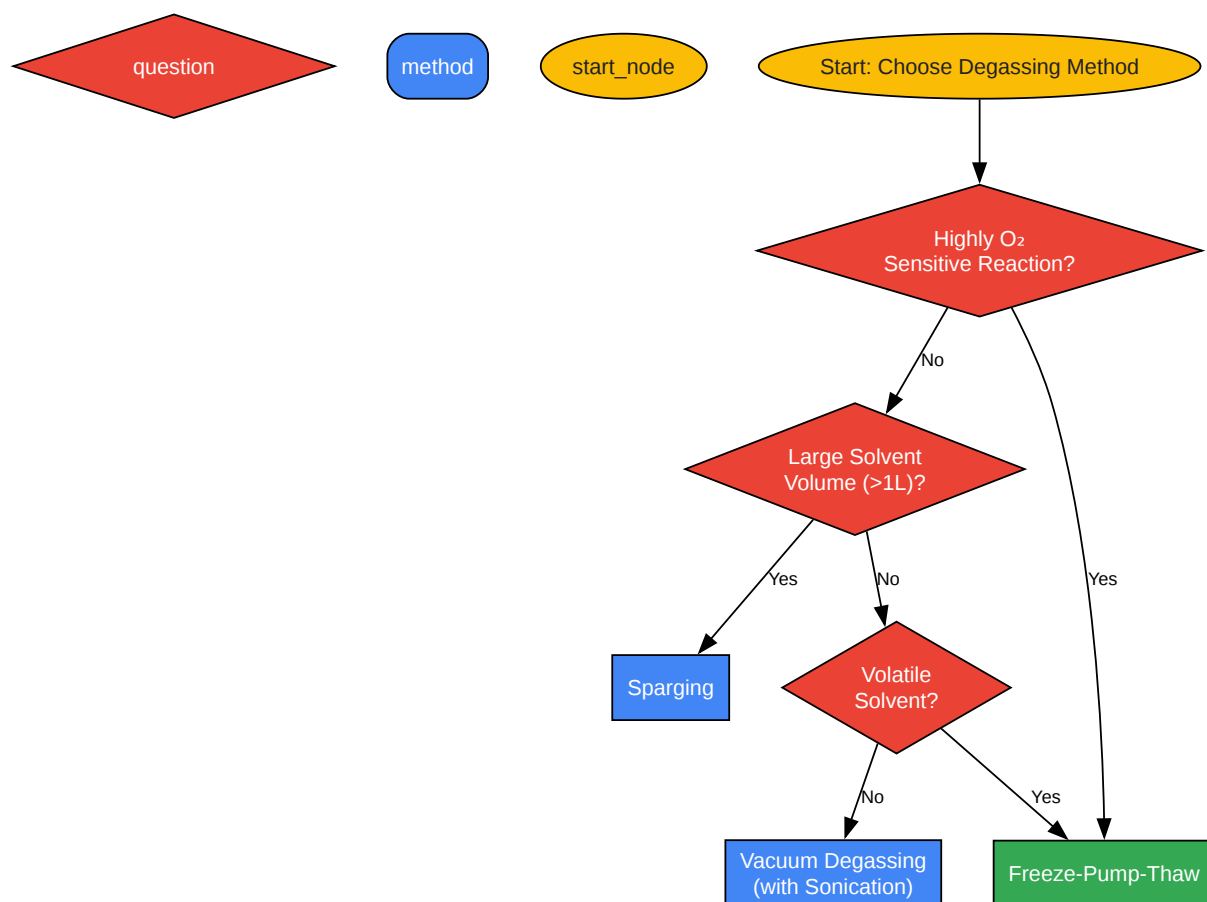 question
method
start_node
Start: Choose Degassing Method
Highly O₂
Sensitive Reaction?
No
Large Solvent
Volume (>1L)?
Yes
No
Yes
Sparging
Volatile
Solvent?
No
Yes
Vacuum Degassing
(with Sonication)
Freeze-Pump-Thaw